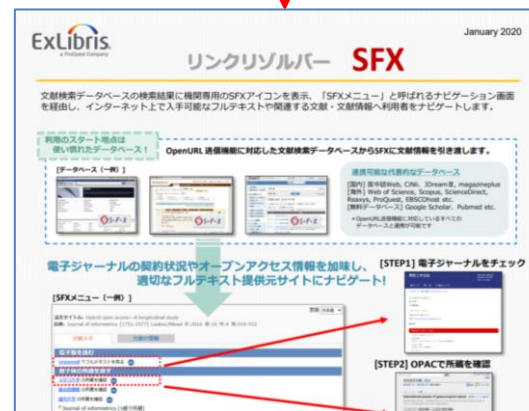 ExLibris
a ProQuest Company
January 2020
リンクリゾルバー SFX
文献検索データベースの検索結果に機関専用のSFXアイコンを表示、「SFXメニュー」と呼ばれるナビゲーション画面
を経由し、インターネット上で入手可能なフルテキストや関連する文献・文献情報へ利用者をナビゲートします。
利用のスタート地点は
使い慣れたデータベース！
OpenURL 送信機能に対応した文献検索データベースからSFXに文献情報を引き渡します。
[データベース（一例）]
連携可能な代表的なデータベース
[国内] 医中誌Web, CiNii, JDreamⅢ, magazineplus
[海外] Web of Science, Scopus, ScienceDirect,
Reaxys, ProQuest, EBSCOhost etc.
[無料データベース] Google Scholar, Pubmed etc.
*OpenURL送信機能に対応しているすべての
データベースと連携が可能です
S·F·X
S·F·X
S·F·X
電子ジャーナルの契約状況やオープンアクセス情報を加味し、
適切なフルテキスト提供元サイトにナビゲート!
[STEP1] 電子ジャーナルをチェック
[SFXメニュー（一例）]
[STEP2] OPACで所蔵を確認